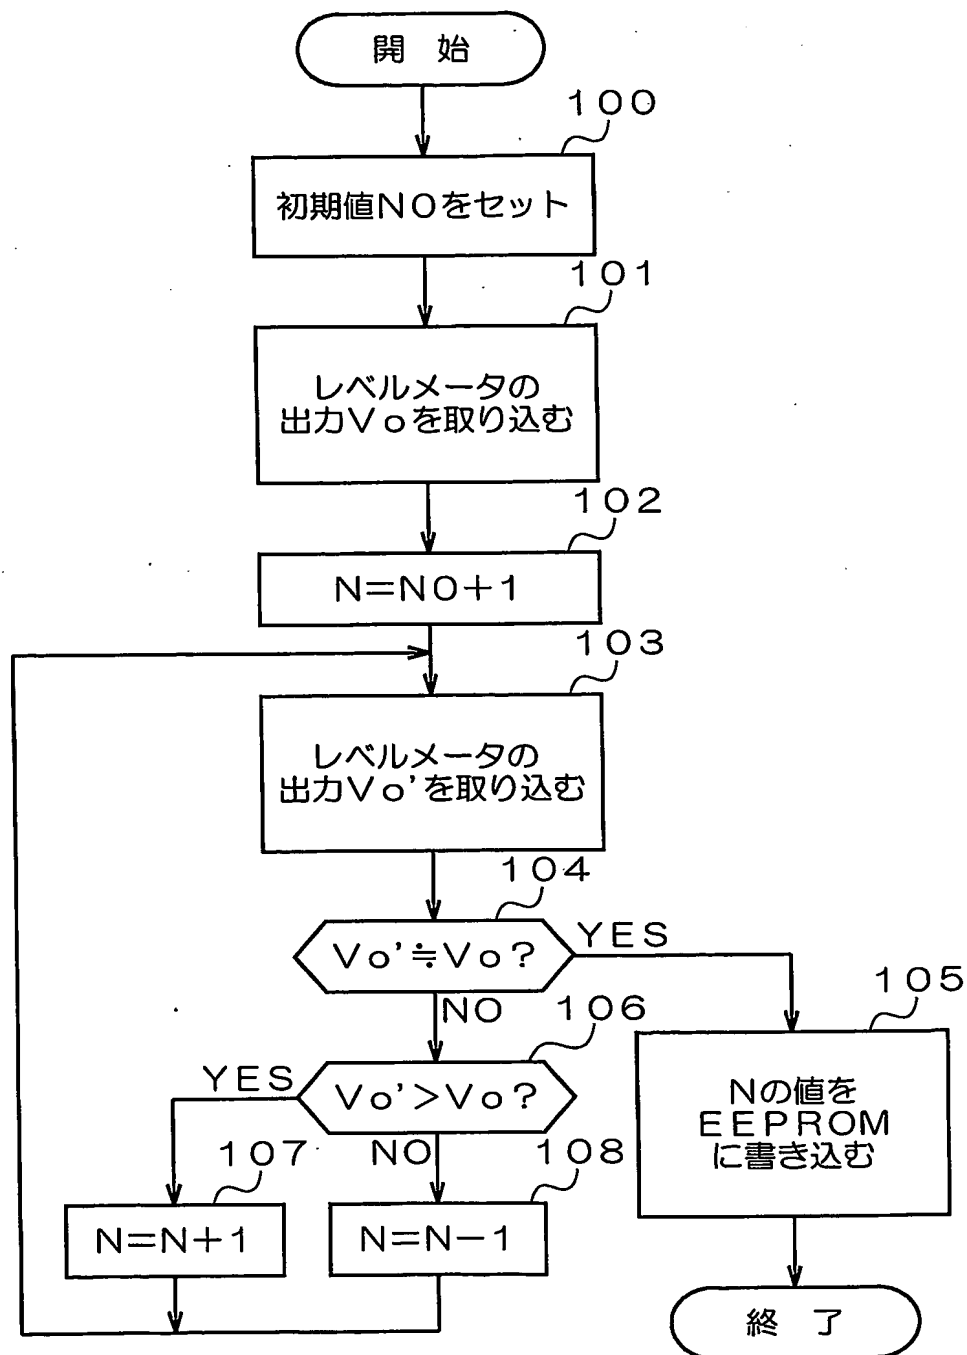 開 始
100
初期値N0をセット
101
レベルメータの
出力Voを取り込む
102
N=N0+1
103
レベルメータの
出力Vo'を取り込む
104
Vo'≒Vo?
YES
NO
105
Nの値を
EEPROM
に書き込む
106
Vo'>Vo?
YES
NO
107
N=N+1
108
N=N-1
終 了